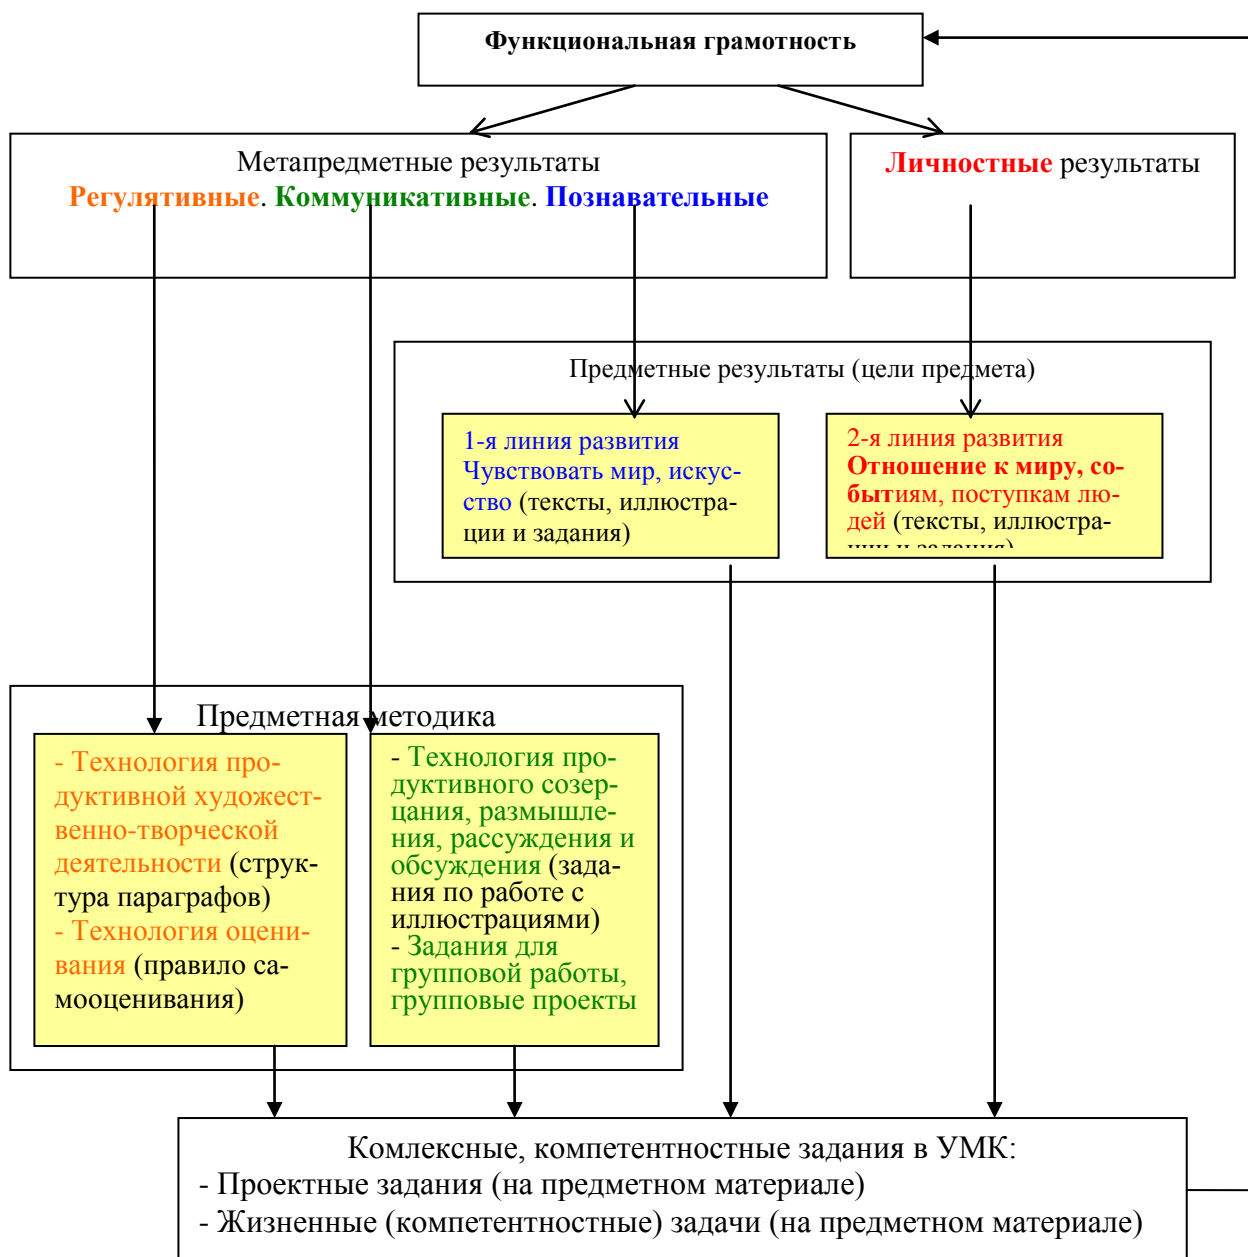 Функциональная грамотность
Метапредметные результаты
Регулятивные. Коммуникативные. Познавательные
Личностные результаты
Предметные результаты (цели предмета)
1-я линия развития
Чувствовать мир, искус-
ство (тексты, иллюстра-
ции и задания)
2-я линия развития
Отношение к миру, со-
бытиям, поступкам лю-
дей (тексты, иллюстра-
ции и задания)
Предметная методика
- Технология про-
дуктивной художест-
венно-творческой
деятельности (струк-
тура параграфов)
- Технология оцени-
вания (правило са-
мооценивания)
- Технология про-
дуктивного созер-
цания, размышле-
ния, рассуждения и
обсуждения (зада-
ния по работе с
иллюстрациями)
- Задания для
групповой работы,
групповые проекты
Комлексные, компетентностные задания в УМК:
- Проектные задания (на предметном материале)
- Жизненные (компетентностные) задачи (на предметном материале)